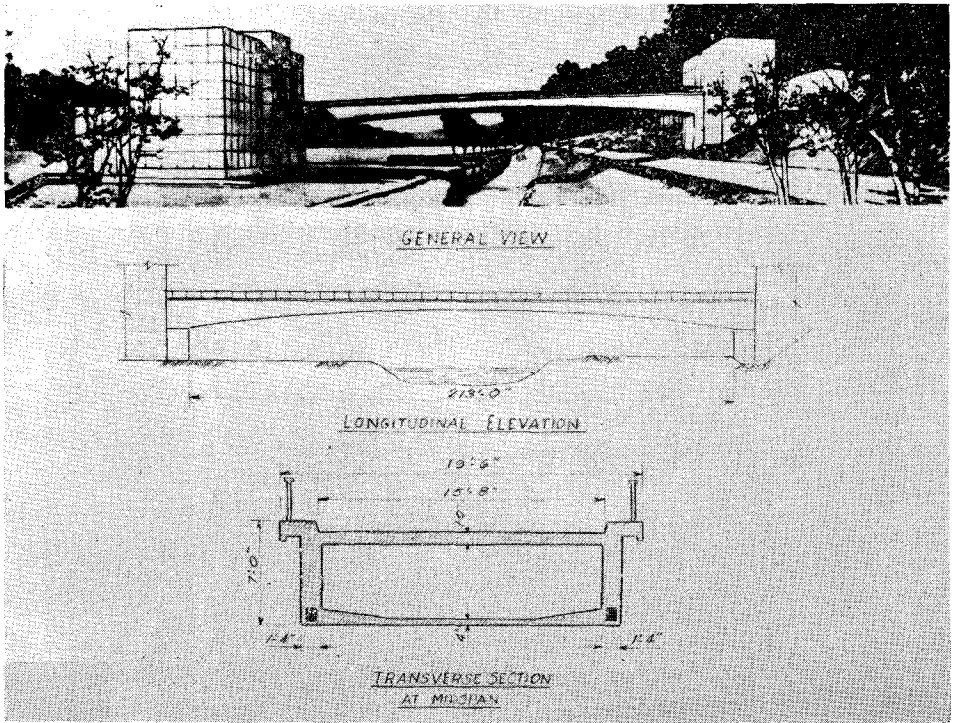 GENERAL VIEW
213'-0"
LONGITUDINAL ELEVATION
19'-6"
15'-8"
7'-0"
1'-4"
1'-4"
TRANSVERSE SECTION
AT MIDSPAN